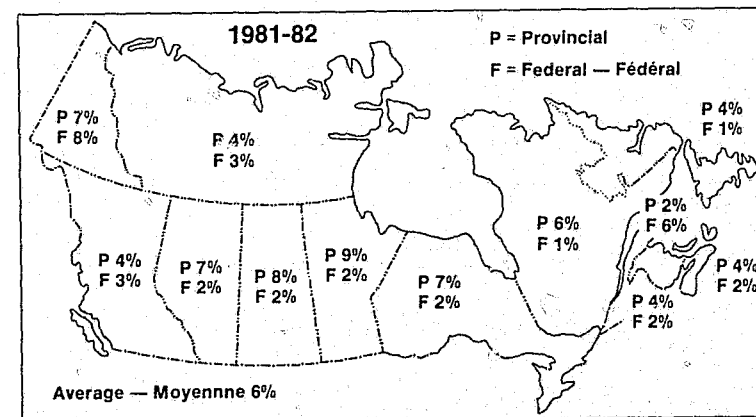 1981-82
P = Provincial
F = Federal — Fédéral
P 7%
F 8%
P 4%
F 3%
P 4%
F 1%
P 4%
F 3%
P 7%
F 2%
P 8%
F 2%
P 9%
F 2%
P 7%
F 2%
P 6%
F 1%
P 2%
F 6%
P 4%
F 2%
P 4%
F 2%
Average — Moyennne 6%